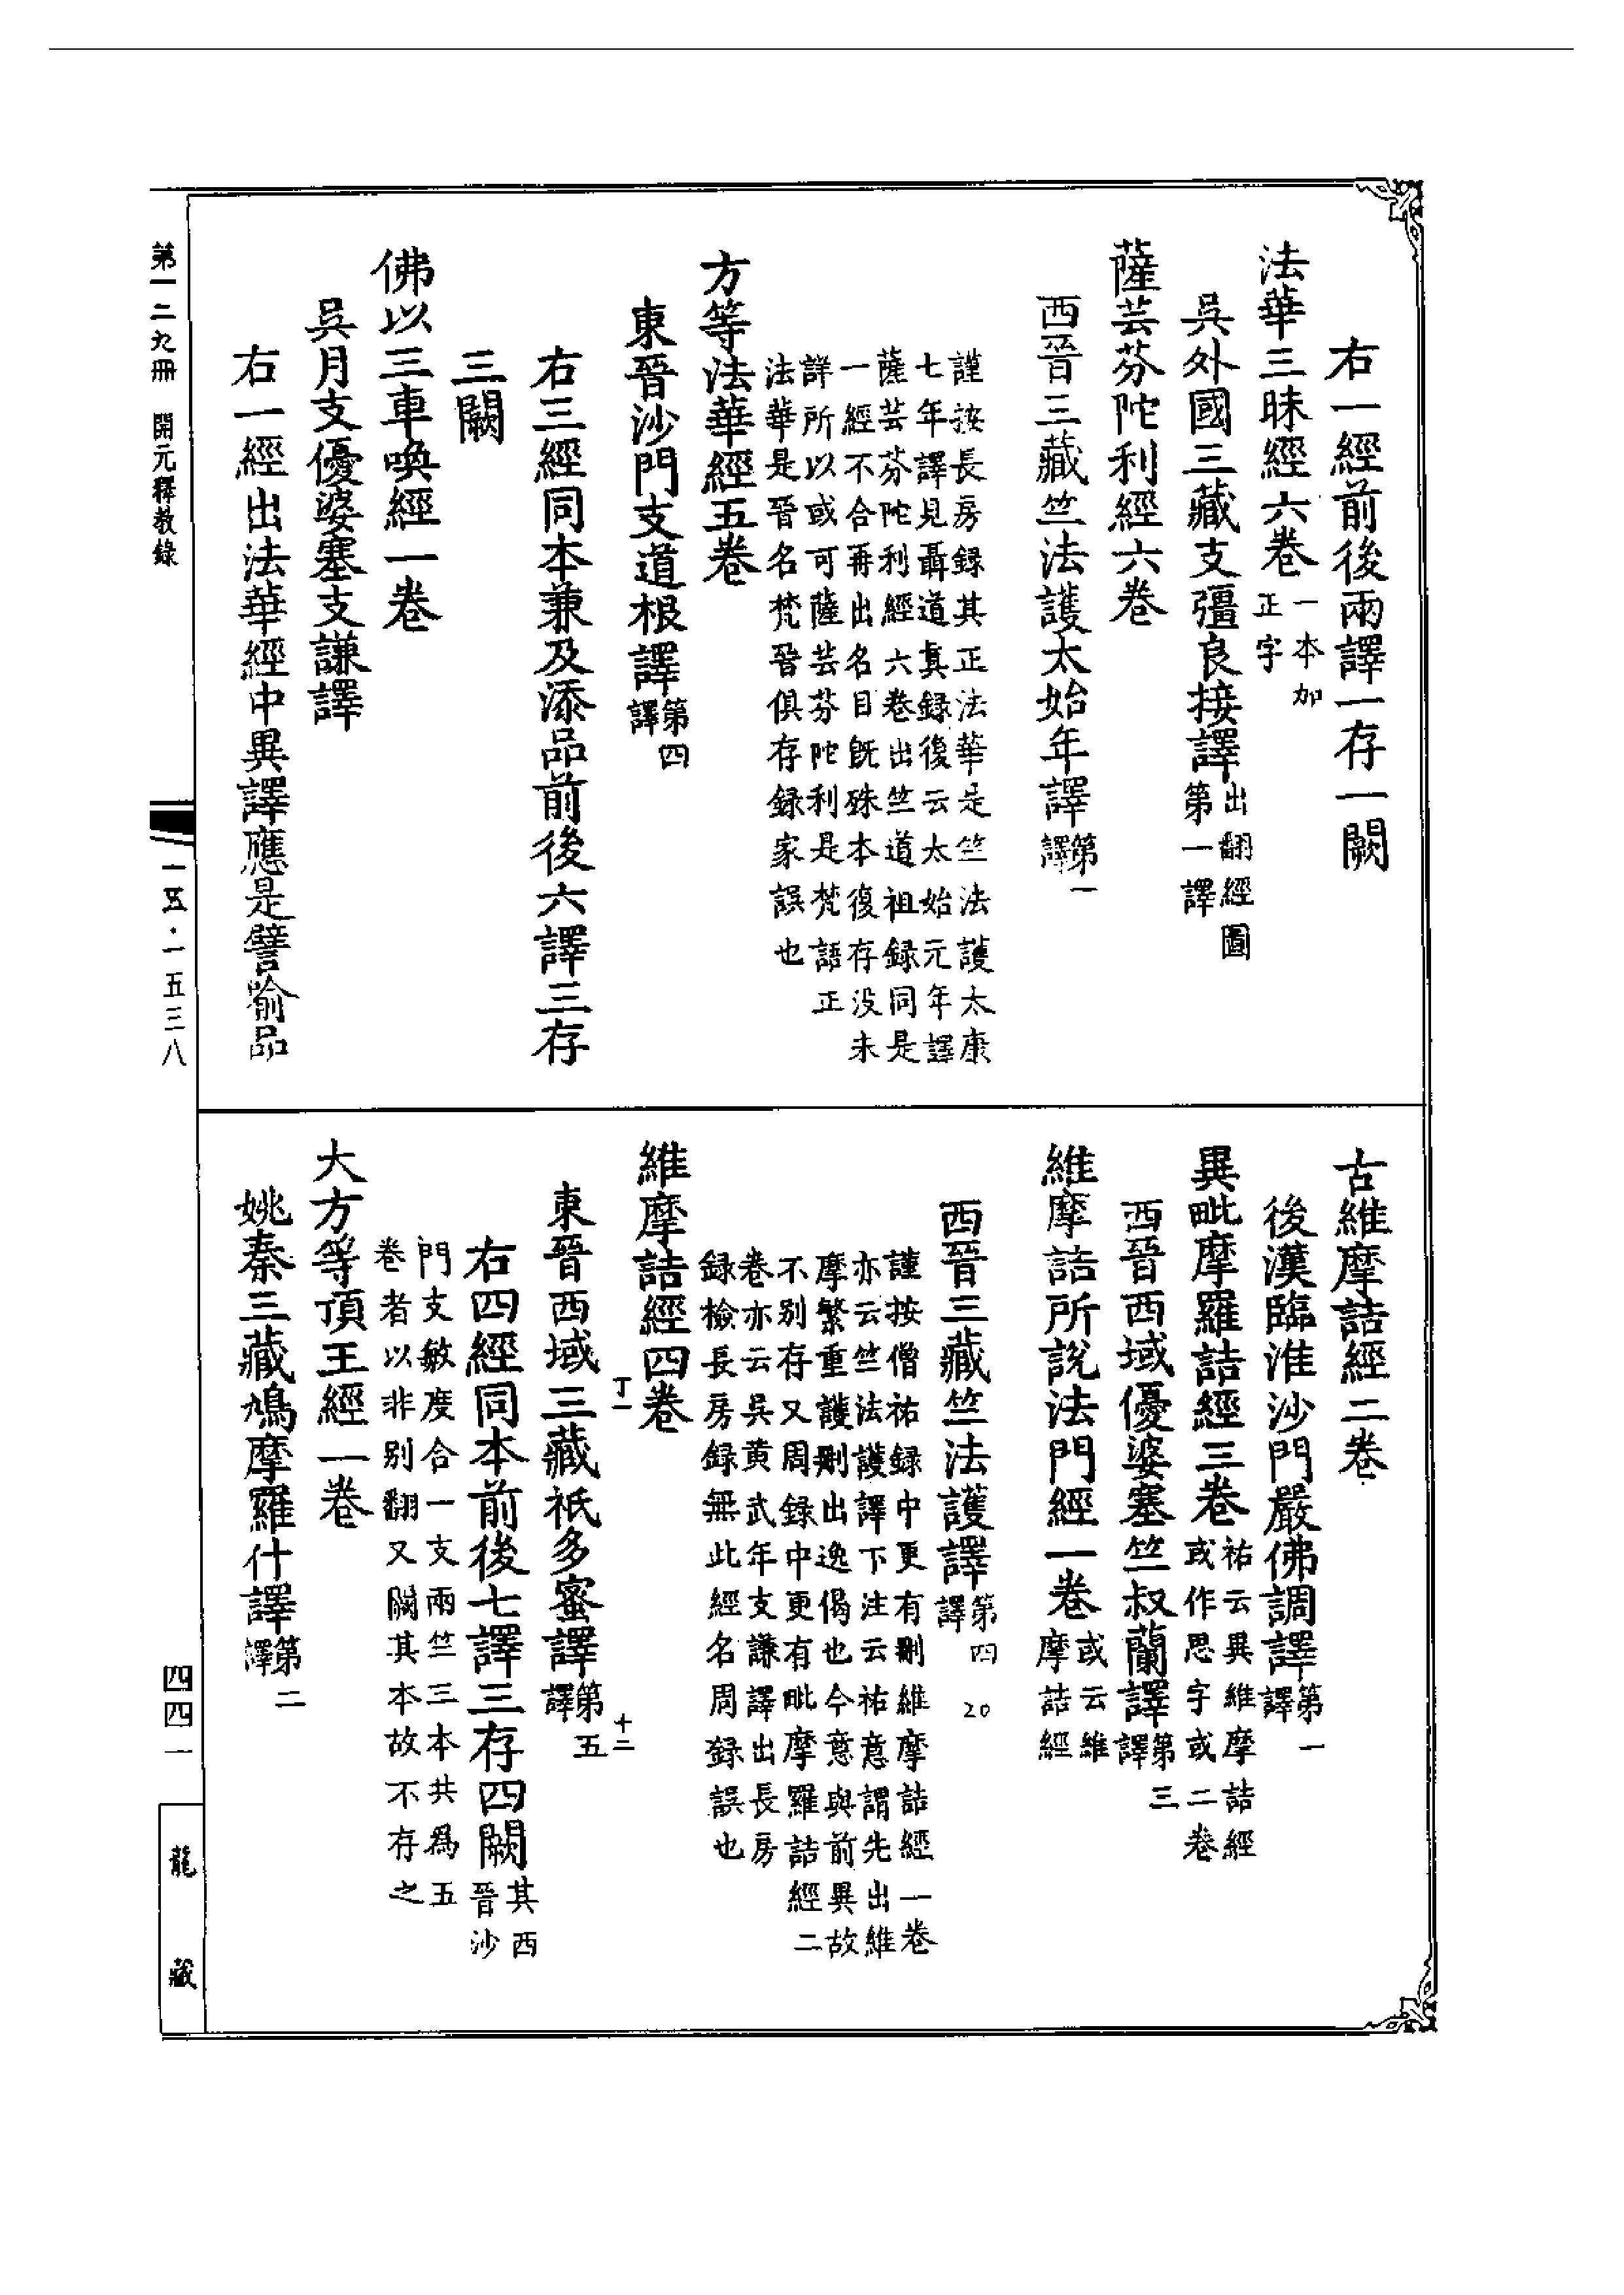 右一經前後兩譯一存一闕
法華三昧經六卷一本加
正字
吳外國三藏支彊良接譯出翻經圖
第一譯
薩芸芬陀利經六卷
西晉三藏竺法護太始年譯第一
譯
謹按長房録其正法華是竺法護太康
七年譯見聶道真録後云太始元年譯
薩芸芬陀利經六卷出竺道祖録同是
一經不合再出名目旣殊本復存没未
詳所以或可薩芸芬陀利是梵語正
法華是晉名梵晉俱存録家誤也
方等法華經五卷
東晉沙門支道根譯第四
譯
右三經同本兼及添品前後六譯三存
三闕
佛以三車喚經一卷
吳月支優婆塞支謙譯
右一經出法華經中異譯應是譬喻品
古維摩詰經二卷
後漢臨淮沙門嚴佛調譯第一
譯
異毗摩羅詰經三卷祐云異維摩詰經
或作思字或二卷
西晉西域優婆塞竺叔蘭譯第三
譯
維摩詰所說法門經一卷或云維
摩詰經
西晉三藏竺法護譯第四
譯
20
謹按僧祐録中更有刪維摩詰經一卷
亦云竺法護譯下注云祐意謂先出維
摩繁重護刪出逸偈也今意與前異故
不别存又周錄中更有毗摩羅詰經二
卷亦云吳黄武年支謙譯出長房
録檢長房録無此經名周録誤也
維摩詰經四卷
丁一
十二
東晉西域三藏祇多蜜譯第五
譯
右四經同本前後七譯三存四闕其西
晉沙
門支敏度合一支兩竺三本共爲五
卷者以非别翻又闕其本故不存之
大方等頂王經一卷
姚秦三藏鳩摩羅什譯第二
譯
第一二九冊　開元釋教錄
一五·一五三八
四四一
龍藏